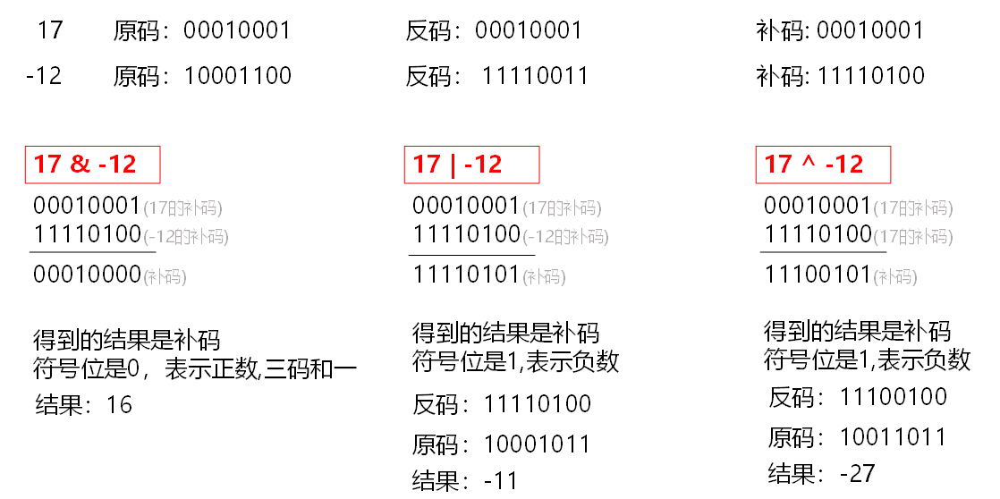 17 原码：00010001 反码：00010001 补码: 00010001
-12 原码：10001100 反码： 11110011 补码: 11110100
17 & -12
00010001(17的补码)
11110100(-12的补码)
00010000(补码)
得到的结果是补码
符号位是0，表示正数,三码和一
结果：16
17 | -12
00010001(17的补码)
11110100(-12的补码)
11110101(补码)
得到的结果是补码
符号位是1,表示负数
反码：11110100
原码：10001011
结果：-11
17 ^ -12
00010001(17的补码)
11110100(17的补码)
11100101(补码)
得到的结果是补码
符号位是1,表示负数
反码：11100100
原码：10011011
结果：-27